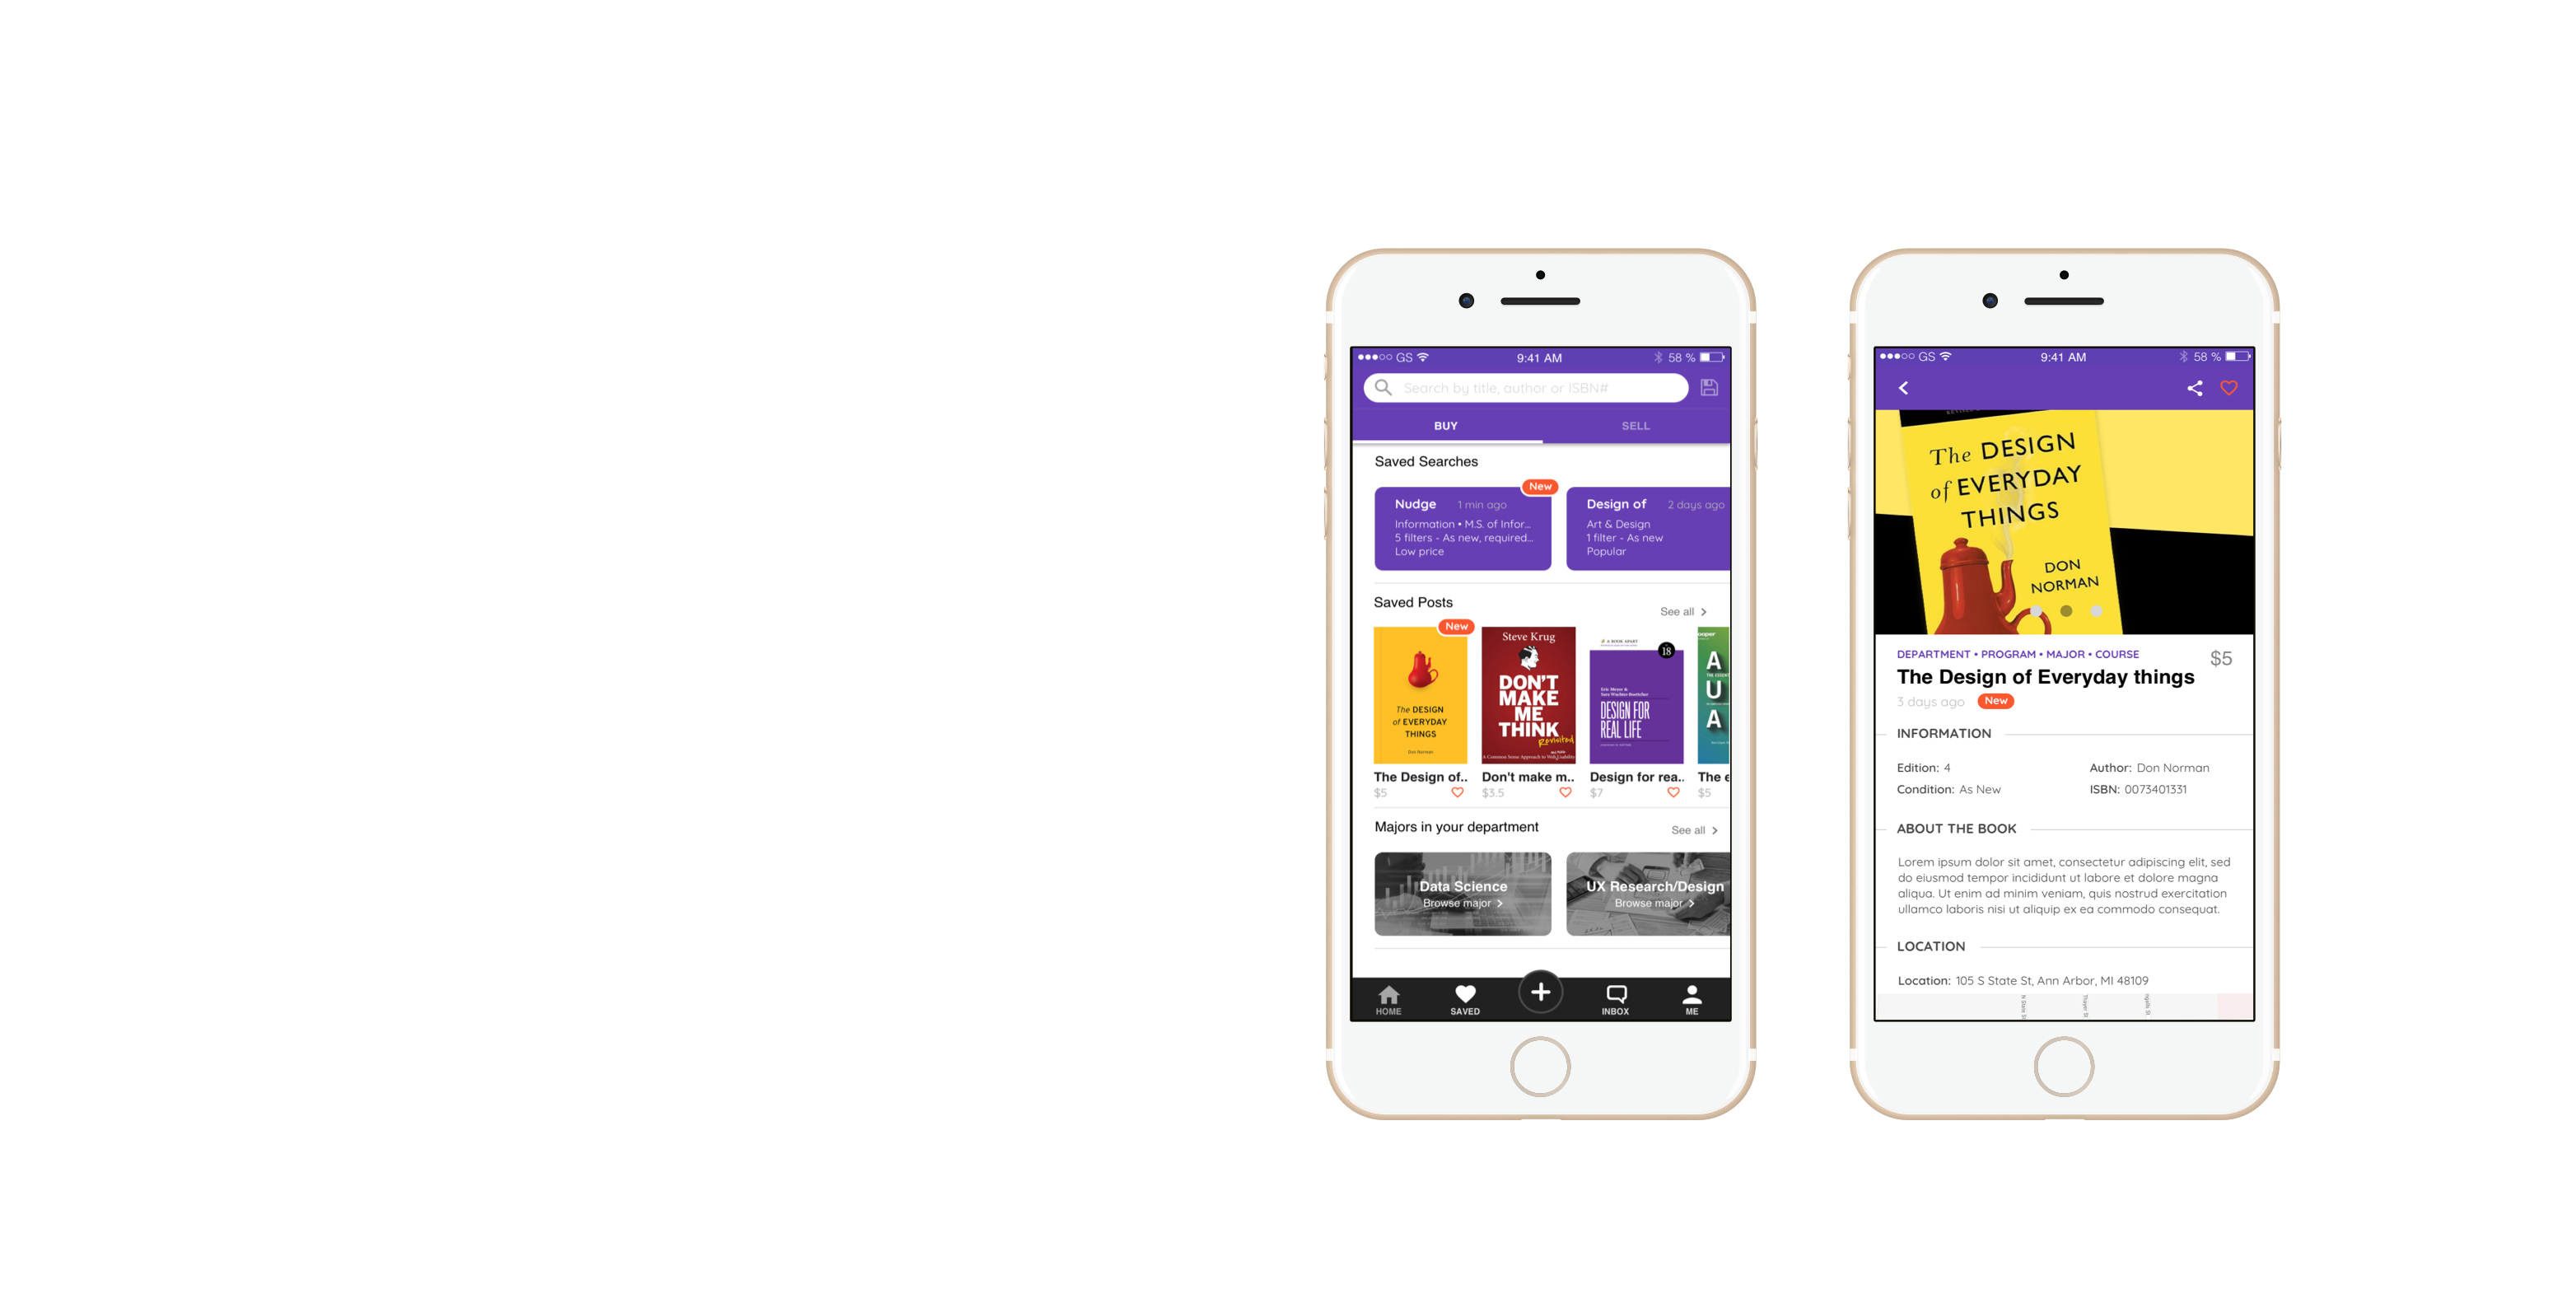 GS 9:41 AM 58 %
Search by title, author or ISBN#
BUY SELL
Saved Searches
New
Nudge 1 min ago
Information • M.S. of Infor...
5 filters - As new, required...
Low price
Design of 2 days ago
Art & Design
1 filter - As new
Popular
Saved Posts
See all >
New
The DESIGN
of EVERYDAY
THINGS
Don Norman
Steve Krug
DON'T
MAKE
ME
THINK
Revisited
A Common Sense Approach to Web Usability
A BOOK APART
18
Eric Meyer &
Sara Wachter-Boettcher
DESIGN FOR
REAL LIFE
A
U
A
The Design of..
$5
Don't make m..
$3.5
Design for rea..
$7
The e
$5
Majors in your department
See all >
Data Science
Browse major >
UX Research/Design
Browse major >
HOME SAVED + INBOX ME
GS 9:41 AM 58 %
The DESIGN
of EVERYDAY
THINGS
DON
NORMAN
DEPARTMENT • PROGRAM • MAJOR • COURSE
$5
The Design of Everyday things
3 days ago New
INFORMATION
Edition: 4 Author: Don Norman
Condition: As New ISBN: 0073401331
ABOUT THE BOOK
Lorem ipsum dolor sit amet, consectetur adipiscing elit, sed
do eiusmod tempor incididunt ut labore et dolore magna
aliqua. Ut enim ad minim veniam, quis nostrud exercitation
ullamco laboris nisi ut aliquip ex ea commodo consequat.
LOCATION
Location: 105 S State St, Ann Arbor, MI 48109
N State St
Thayer St